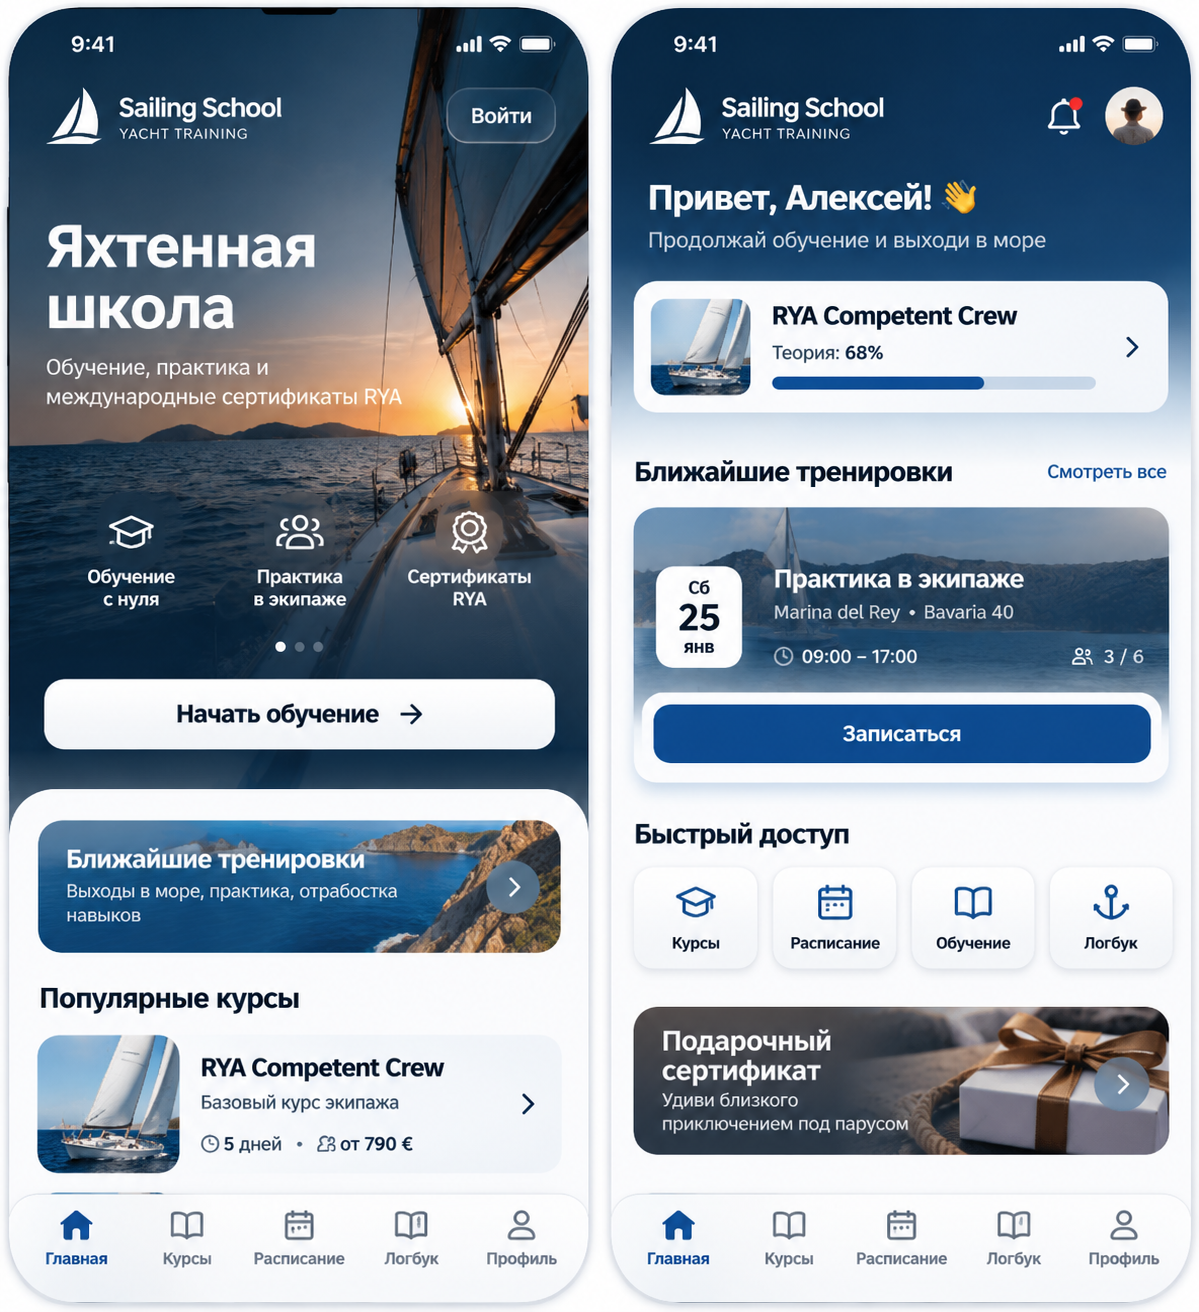 9:41
Sailing School
YACHT TRAINING
Войти
Яхтенная
школа
Обучение, практика и
международные сертификаты RYA
Обучение
с нуля
Практика
в экипаже
Сертификаты
RYA
Начать обучение →
Ближайшие тренировки
Выходы в море, практика, отрабостка
навыков
Популярные курсы
RYA Competent Crew
Базовый курс экипажа
5 дней • от 790 €
Главная
Курсы
Расписание
Логбук
Профиль
9:41
Sailing School
YACHT TRAINING
Привет, Алексей! 👋
Продолжай обучение и выходи в море
RYA Competent Crew
Теория: 68%
Ближайшие тренировки
Смотреть все
Сб
25
янв
Практика в экипаже
Marina del Rey • Bavaria 40
09:00 – 17:00
3 / 6
Записаться
Быстрый доступ
Курсы
Расписание
Обучение
Логбук
Подарочный
сертификат
Удиви близкого
приключением под парусом
Главная
Курсы
Расписание
Логбук
Профиль